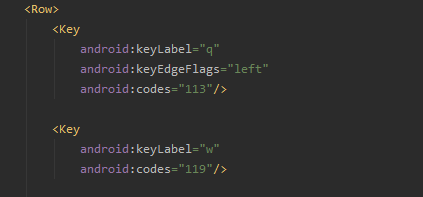 <Row>
<Key
android:keyLabel="q"
android:keyEdgeFlags="left"
android:codes="113"/>
<Key
android:keyLabel="w"
android:codes="119"/>